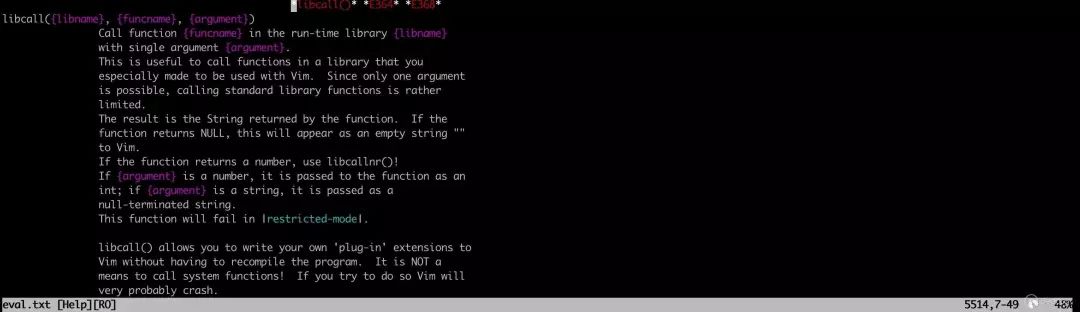 *libcall()* *E364* *E368*
libcall({libname}, {funcname}, {argument})
Call function {funcname} in the run-time library {libname}
with single argument {argument}.
This is useful to call functions in a library that you
especially made to be used with Vim.  Since only one argument
is possible, calling standard library functions is rather
limited.
The result is the String returned by the function.  If the
function returns NULL, this will appear as an empty string ""
to Vim.
If the function returns a number, use libcallnr()!
If {argument} is a number, it is passed to the function as an
int; if {argument} is a string, it is passed as a
null-terminated string.
This function will fail in |restricted-mode|.
libcall() allows you to write your own 'plug-in' extensions to
Vim without having to recompile the program.  It is NOT a
means to call system functions!  If you try to do so Vim will
very probably crash.
eval.txt [Help][RO] 5514,7-49 48%